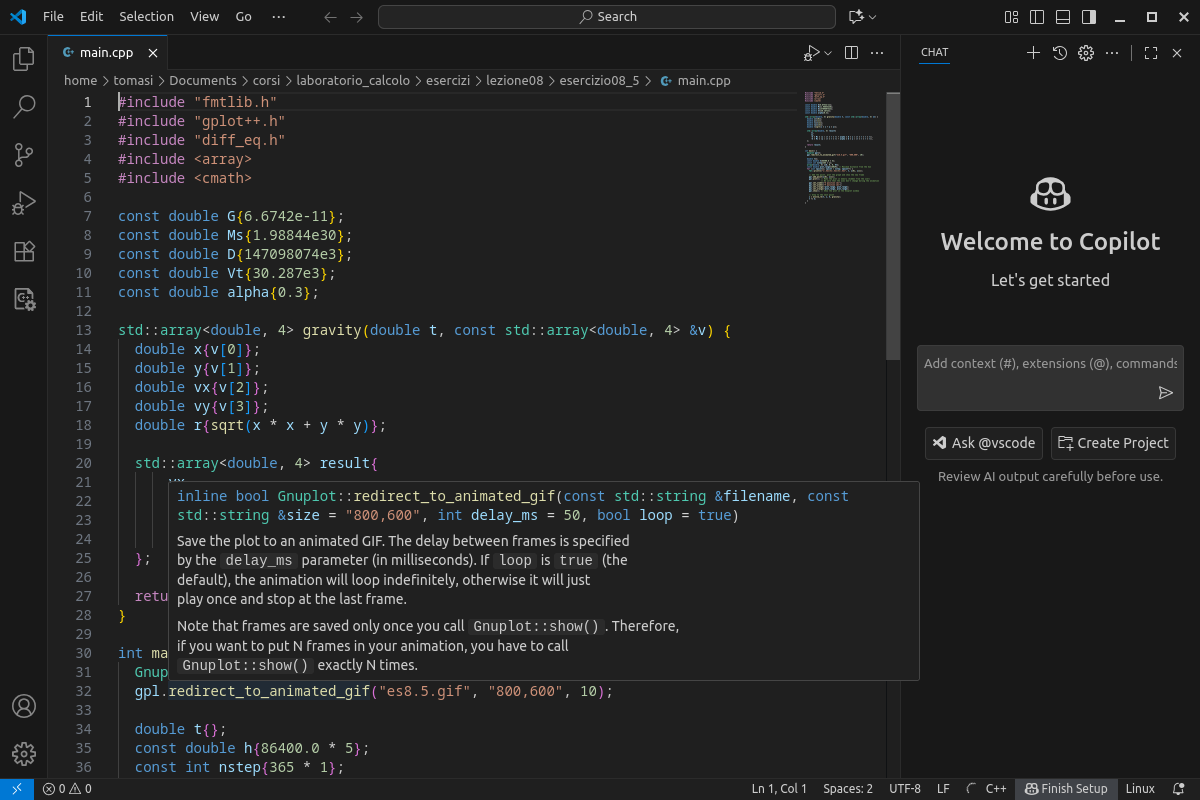 File Edit Selection View Go ··· Search
main.cpp
CHAT
home > tomasi > Documents > corsi > laboratorio_calcolo > esercizi > lezione08 > esercizio08_5 > main.cpp
1 #include "fmtlib.h"
2 #include "gplot++.h"
3 #include "diff_eq.h"
4 #include <array>
5 #include <cmath>
6
7 const double G{6.6742e-11};
8 const double Ms{1.98844e30};
9 const double D{147098074e3};
10 const double Vt{30.287e3};
11 const double alpha{0.3};
12
13 std::array<double, 4> gravity(double t, const std::array<double, 4> &v) {
14 double x{v[0]};
15 double y{v[1]};
16 double vx{v[2]};
17 double vy{v[3]};
18 double r{sqrt(x * x + y * y)};
19
20 std::array<double, 4> result{
21
22
23
24
25 };
26
27 retu
28 }
29
30 int ma
31 Gnup
32 gpl.redirect_to_animated_gif("es8.5.gif", "800,600", 10);
33
34 double t{};
35 const double h{86400.0 * 5};
36 const int nstep{365 * 1};
inline bool Gnuplot::redirect_to_animated_gif(const std::string &filename, const
std::string &size = "800,600", int delay_ms = 50, bool loop = true)
Save the plot to an animated GIF. The delay between frames is specified
by the delay_ms parameter (in milliseconds). If loop is true (the
default), the animation will loop indefinitely, otherwise it will just
play once and stop at the last frame.
Note that frames are saved only once you call Gnuplot::show(). Therefore,
if you want to put N frames in your animation, you have to call
Gnuplot::show() exactly N times.
Welcome to Copilot
Let's get started
Add context (#), extensions (@), commands
Ask @vscode Create Project
Review AI output carefully before use.
0 0 Ln 1, Col 1 Spaces: 2 UTF-8 LF C++ Finish Setup Linux